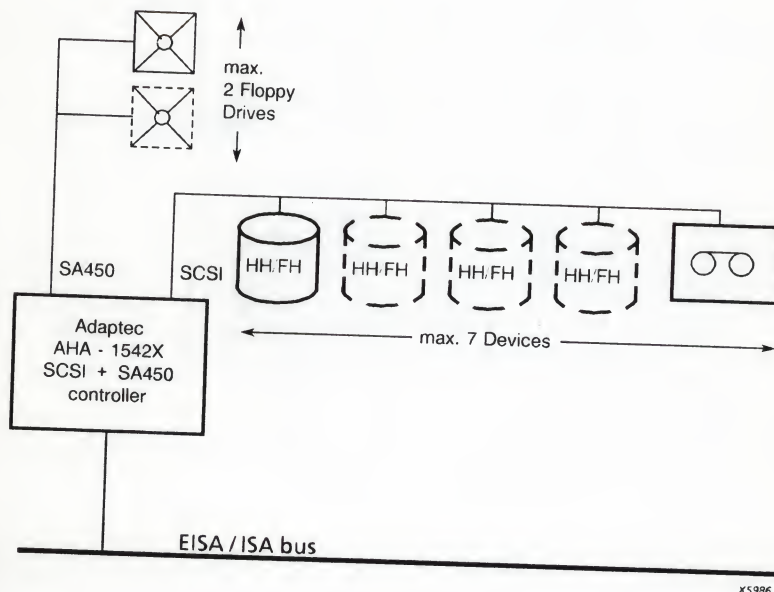 max.
2 Floppy
Drives
SA450
SCSI
HH/FH
HH/FH
HH/FH
HH/FH
Adaptec
AHA - 1542X
SCSI + SA450
controller
max. 7 Devices
EISA / ISA bus
X5986